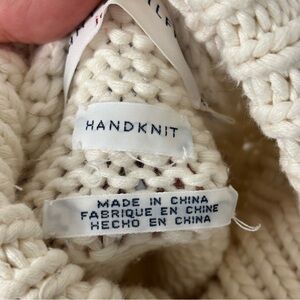 HANDKNIT
MADE IN CHINA
FABRIQUE EN CHINE
HECHO EN CHINA